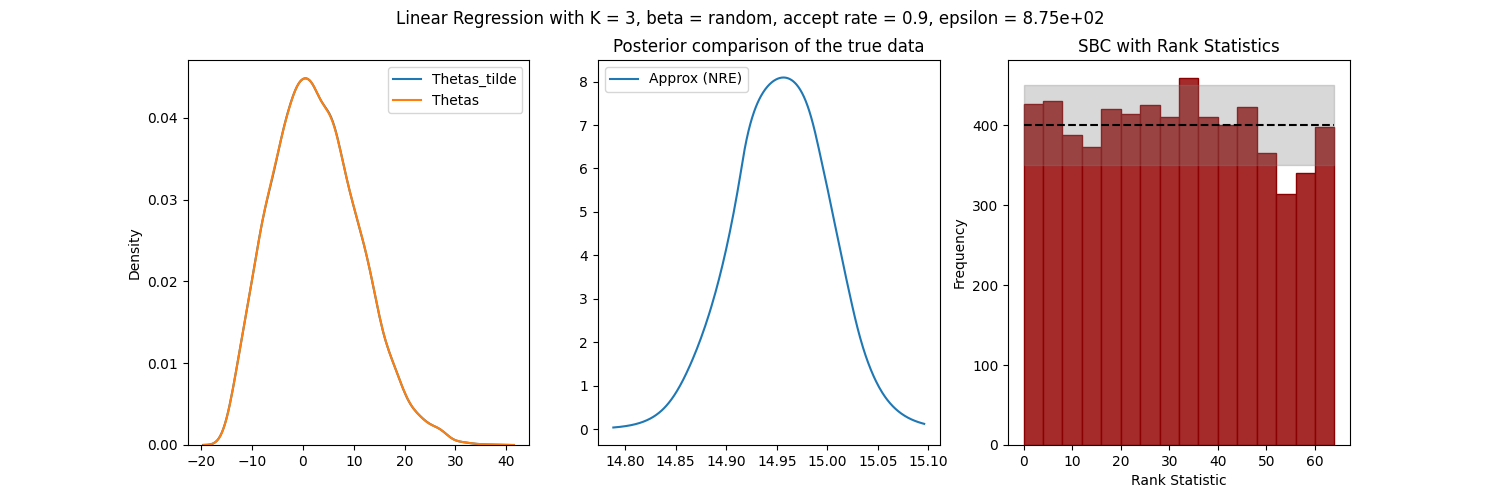 Linear Regression with K = 3, beta = random, accept rate = 0.9, epsilon = 8.75e+02
Thetas_tilde
Thetas
Density
0.04
0.03
0.02
0.01
0.00
−20 −10 0 10 20 30 40
Posterior comparison of the true data
Approx (NRE)
8
7
6
5
4
3
2
1
0
14.80 14.85 14.90 14.95 15.00 15.05 15.10
SBC with Rank Statistics
Frequency
400
300
200
100
0
0 10 20 30 40 50 60
Rank Statistic